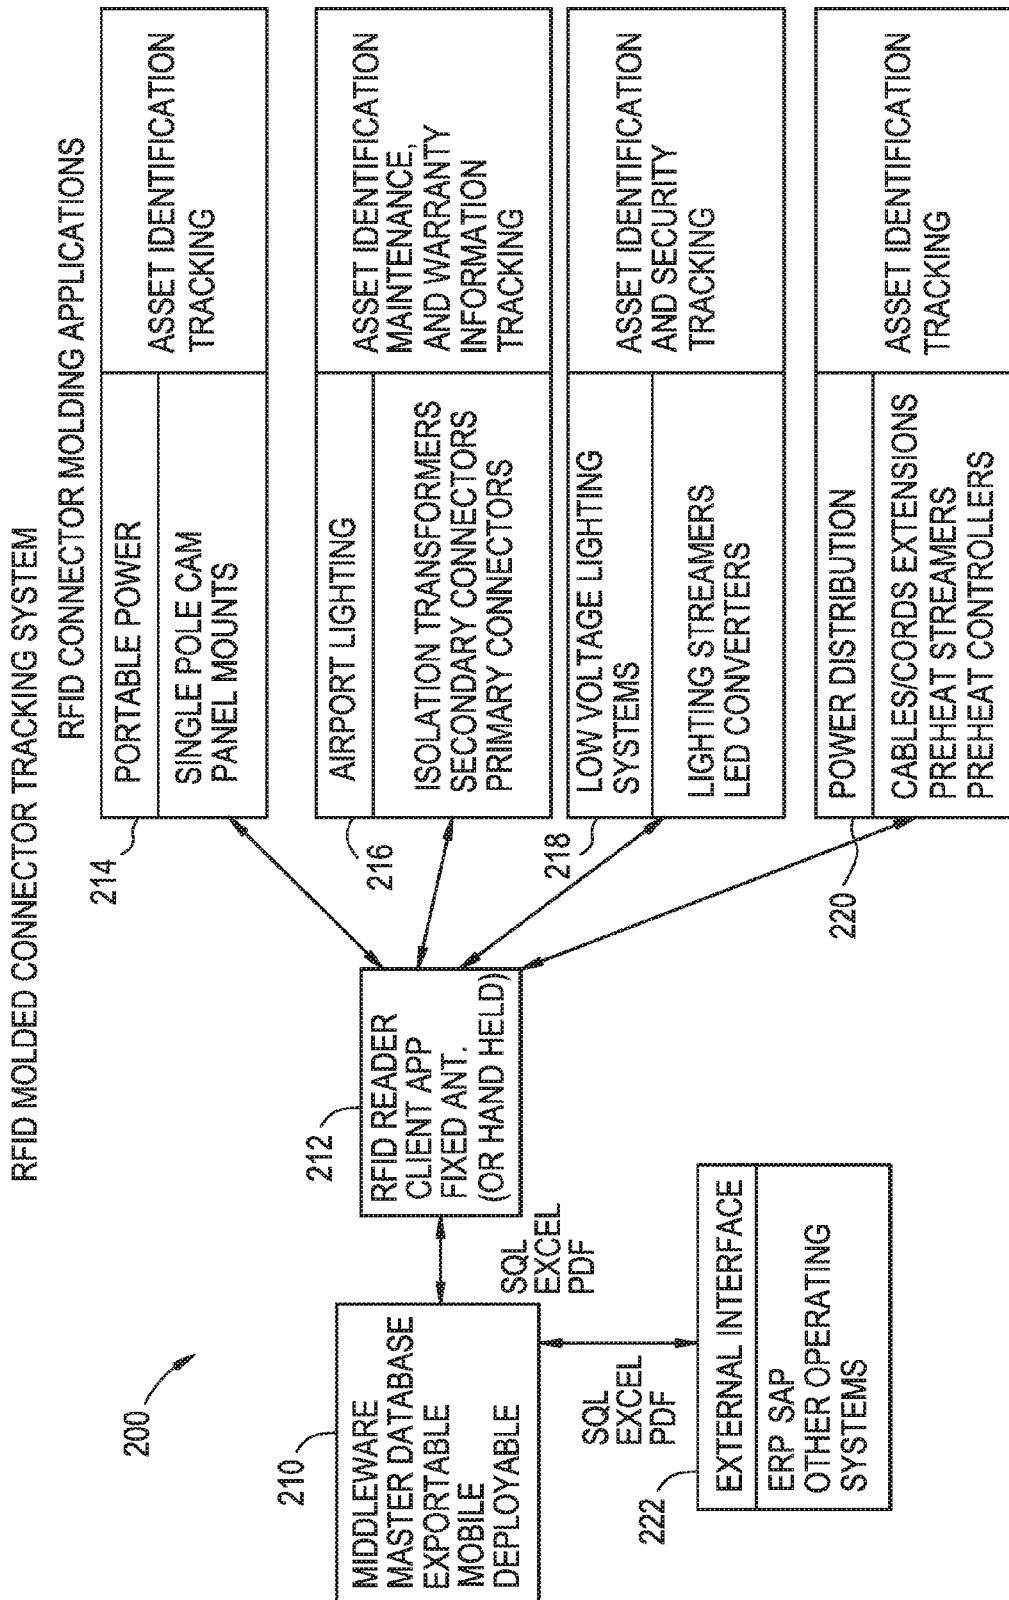 RFID MOLDED CONNECTOR TRACKING SYSTEM
RFID CONNECTOR MOLDING APPLICATIONS
200
210
MIDDLEWARE
MASTER DATABASE
EXPORTABLE
MOBILE
DEPLOYABLE
SQL
EXCEL
PDF
212
RFID READER
CLIENT APP
FIXED ANT.
(OR HAND HELD)
SQL
EXCEL
PDF
222
EXTERNAL INTERFACE
ERP SAP
OTHER OPERATING
SYSTEMS
214
PORTABLE POWER
SINGLE POLE CAM
PANEL MOUNTS
ASSET IDENTIFICATION
TRACKING
216
AIRPORT LIGHTING
ISOLATION TRANSFORMERS
SECONDARY CONNECTORS
PRIMARY CONNECTORS
ASSET IDENTIFICATION
MAINTENANCE,
AND WARRANTY
INFORMATION
TRACKING
218
LOW VOLTAGE LIGHTING
SYSTEMS
LIGHTING STREAMERS
LED CONVERTERS
ASSET IDENTIFICATION
AND SECURITY
TRACKING
220
POWER DISTRIBUTION
CABLES/CORDS EXTENSIONS
PREHEAT STREAMERS
PREHEAT CONTROLLERS
ASSET IDENTIFICATION
TRACKING